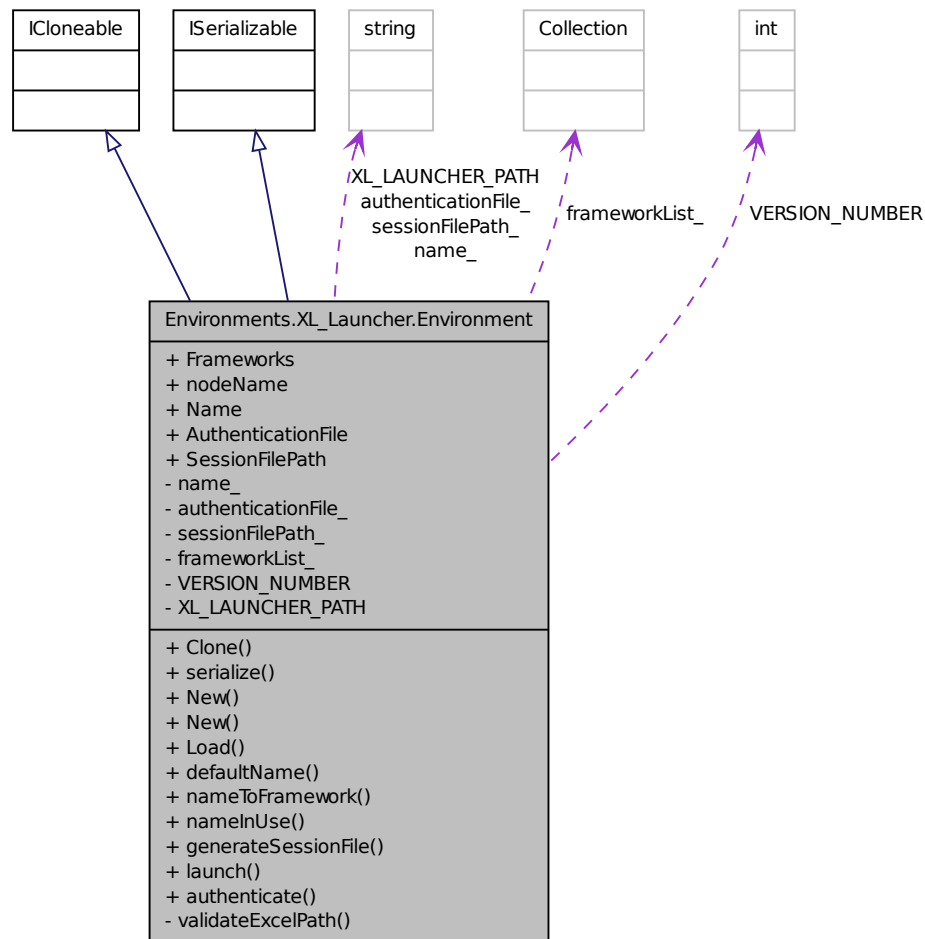 ICloneable
ISerializable
string
Collection
int
XL_LAUNCHER_PATH
authenticationFile_
sessionFilePath_
name_
frameworkList_
VERSION_NUMBER
Environments.XL_Launcher.Environment
+ Frameworks
+ nodeName
+ Name
+ AuthenticationFile
+ SessionFilePath
- name_
- authenticationFile_
- sessionFilePath_
- frameworkList_
- VERSION_NUMBER
- XL_LAUNCHER_PATH
+ Clone()
+ serialize()
+ New()
+ New()
+ Load()
+ defaultName()
+ nameToFramework()
+ nameInUse()
+ generateSessionFile()
+ launch()
+ authenticate()
- validateExcelPath()